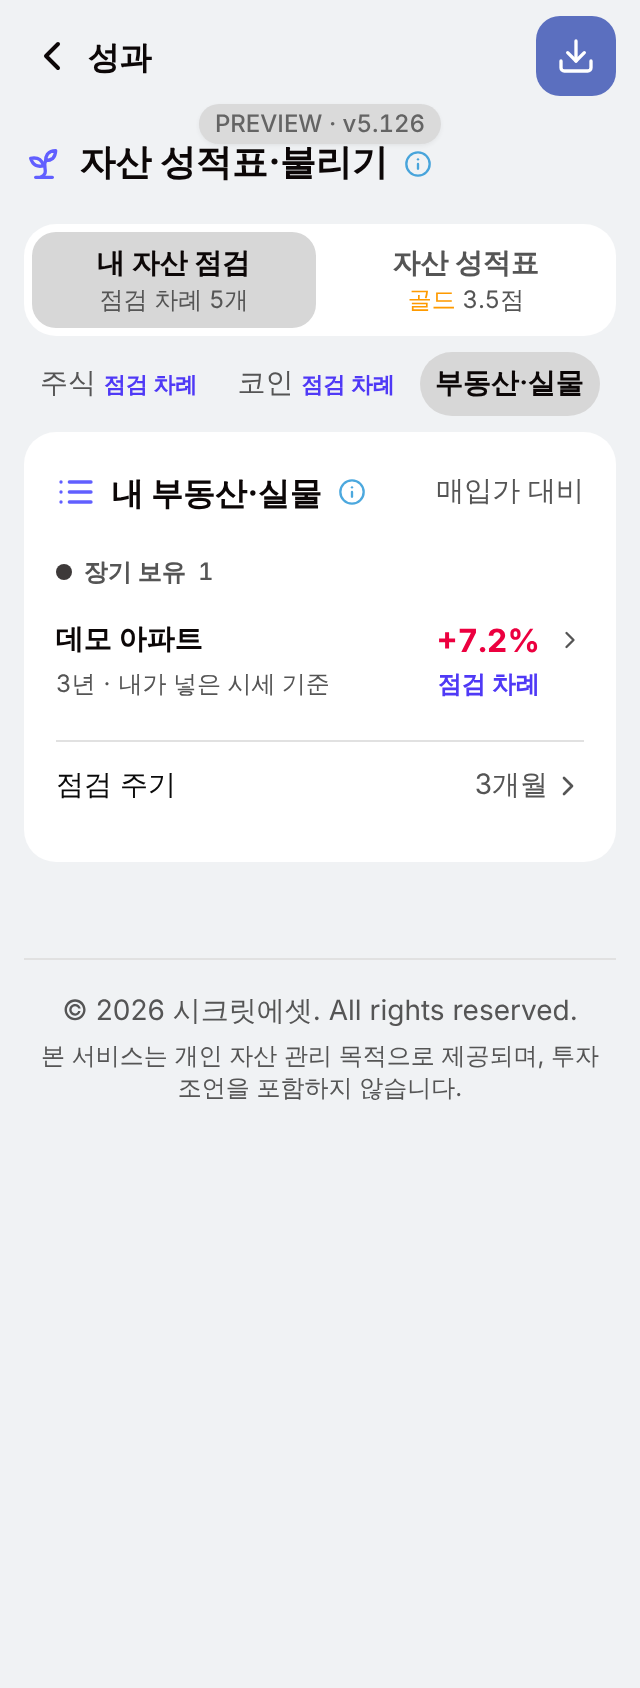 성과
PREVIEW · v5.126
자산 성적표·불리기
내 자산 점검
점검 차례 5개
자산 성적표
골드 3.5점
주식 점검 차례
코인 점검 차례
부동산·실물
내 부동산·실물
매입가 대비
장기 보유 1
데모 아파트
+7.2%
3년 · 내가 넣은 시세 기준
점검 차례
점검 주기
3개월
© 2026 시크릿에셋. All rights reserved.
본 서비스는 개인 자산 관리 목적으로 제공되며, 투자
조언을 포함하지 않습니다.